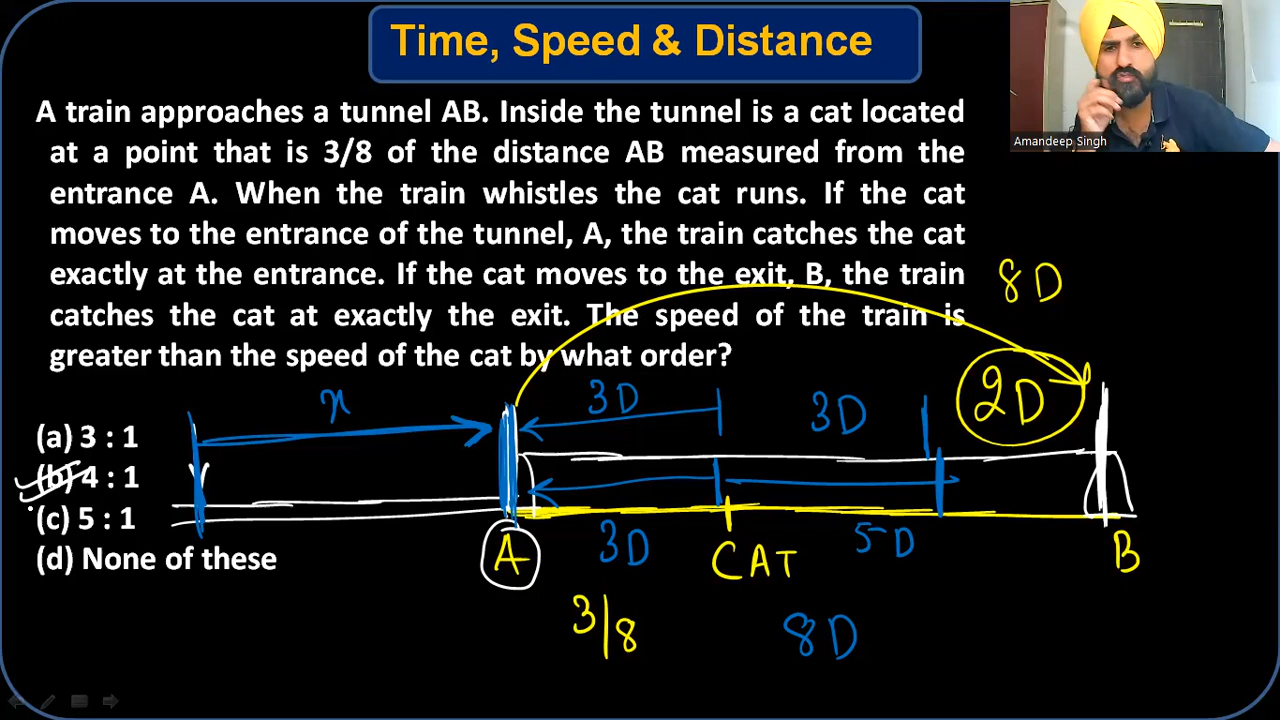 Time, Speed & Distance
Amandeep Singh
A train approaches a tunnel AB. Inside the tunnel is a cat located
at a point that is 3/8 of the distance AB measured from the
entrance A. When the train whistles the cat runs. If the cat
moves to the entrance of the tunnel, A, the train catches the cat
exactly at the entrance. If the cat moves to the exit, B, the train
catches the cat at exactly the exit. The speed of the train is
greater than the speed of the cat by what order?
8D
(a) 3 : 1
(b) 4 : 1
(c) 5 : 1
(d) None of these
x
3D
3D
2D
A
3D
CAT
5D
B
3/8
8D